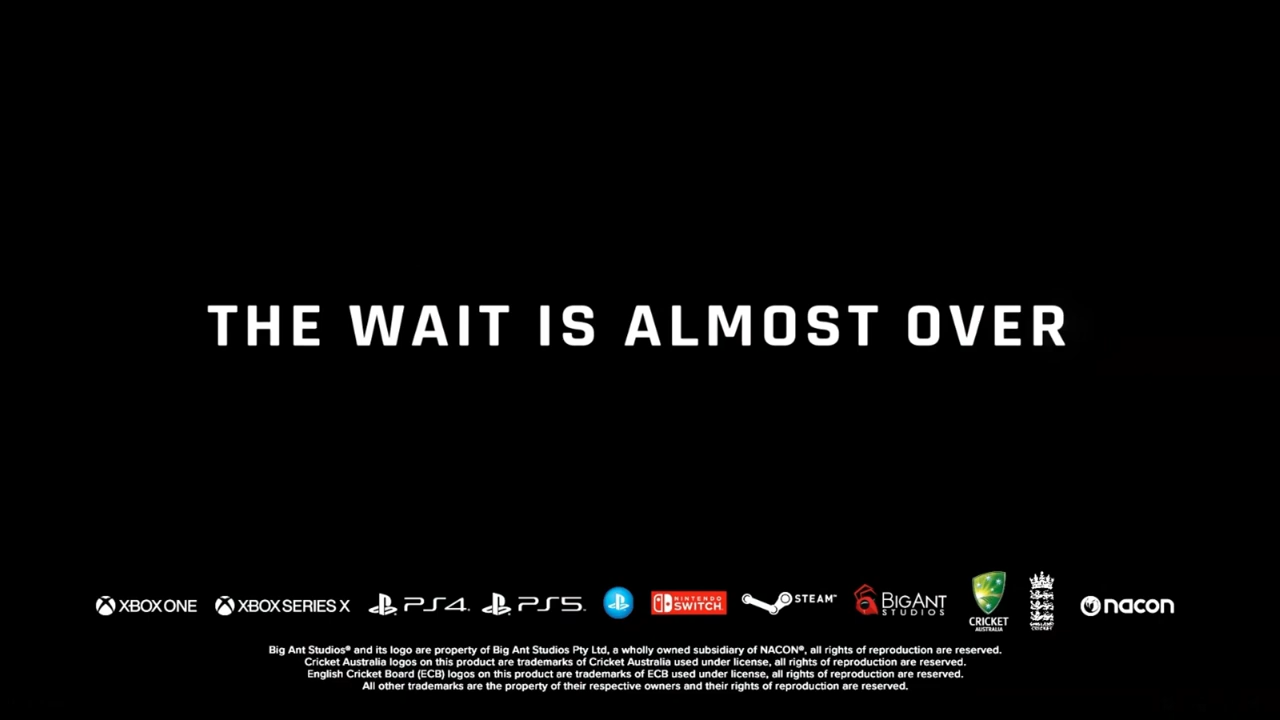 THE WAIT IS ALMOST OVER
XBOX ONE XBOX SERIES X PS4 PS5 NINTENDO SWITCH STEAM™ BIGANT STUDIOS CRICKET AUSTRALIA ENGLAND CRICKET nacon
Big Ant Studios® and its logo are property of Big Ant Studios Pty Ltd, a wholly owned subsidiary of NACON®, all rights of reproduction are reserved.
Cricket Australia logos on this product are trademarks of Cricket Australia used under license, all rights of reproduction are reserved.
English Cricket Board (ECB) logos on this product are trademarks of ECB used under license, all rights of reproduction are reserved.
All other trademarks are the property of their respective owners and their rights of reproduction are reserved.